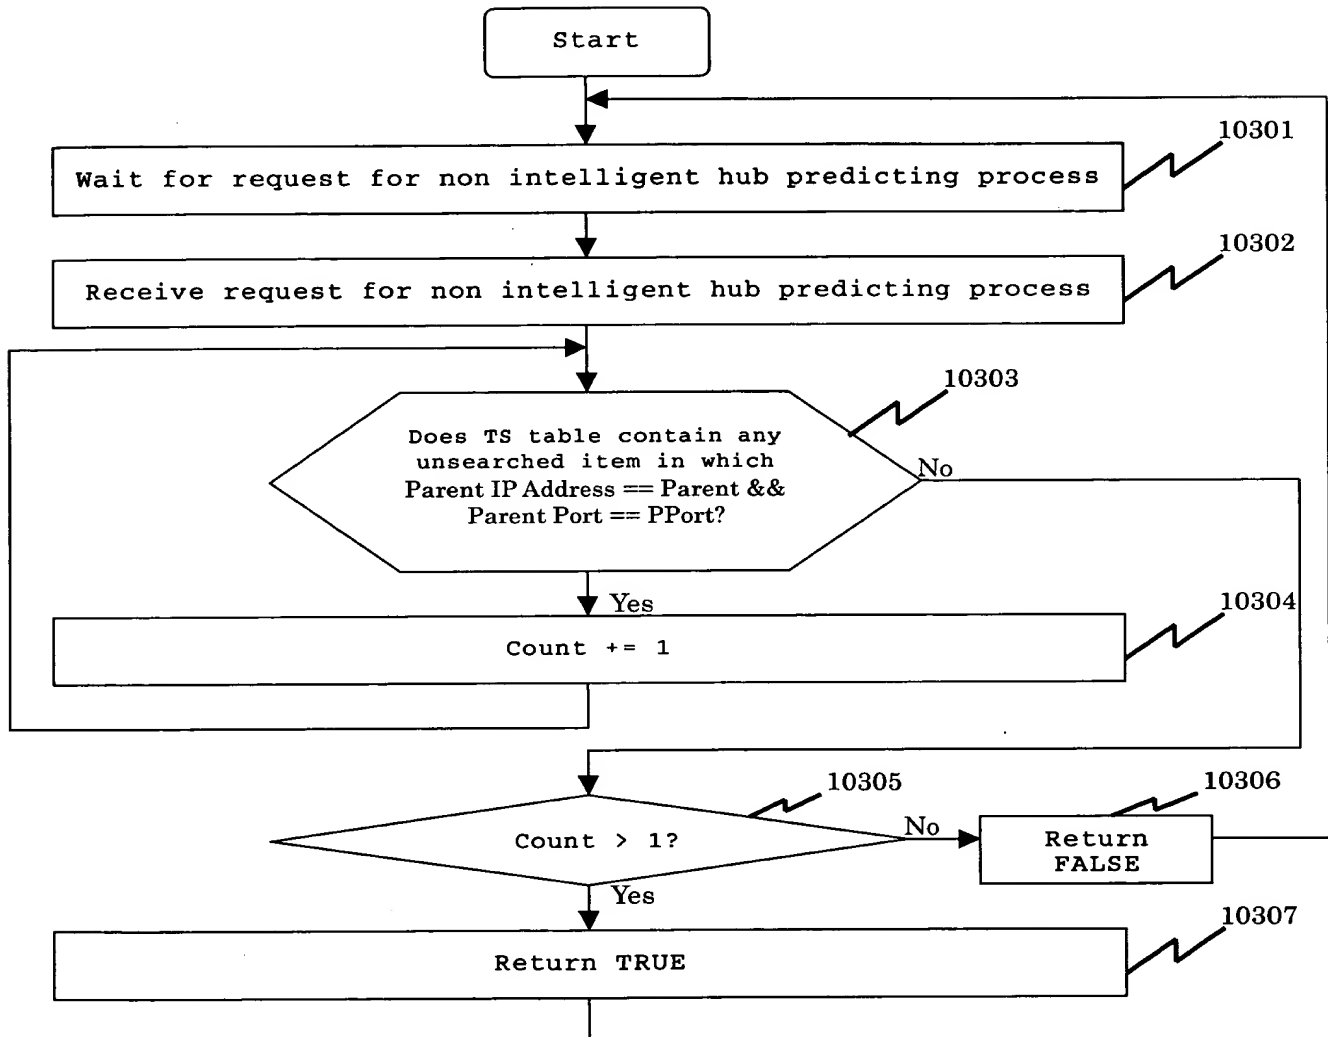 Start
10301
Wait for request for non intelligent hub predicting process
10302
Receive request for non intelligent hub predicting process
10303
Does TS table contain any
unsearched item in which
Parent IP Address == Parent &&
Parent Port == PPort?
No
Yes
10304
Count += 1
10305
10306
Count > 1?
No
Return
FALSE
Yes
10307
Return TRUE